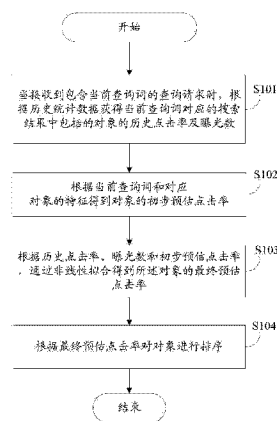 开始
S101
当接收到包含当前查询词的查询请求时，根
据历史统计数据获得当前查询词对应的搜索
结果中包括的对象的历史点击率及曝光数
S102
根据当前查询词和对应
对象的特征得到对象的初步预估点击率
S103
根据历史点击率、曝光数和初步预估点击率
，通过非线性拟合得到所述对象的最终预估
点击率
S104
根据最终预估点击率对对象进行排序
结束